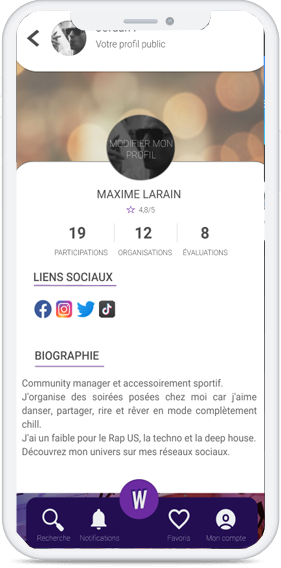 Votre profil public
MODIFIER MON
PROFIL
MAXIME LARAIN
4,8/5
19 12 8
PARTICIPATIONS ORGANISATIONS ÉVALUATIONS
LIENS SOCIAUX
BIOGRAPHIE
Community manager et accessoirement sportif.
J'organise des soirées posées chez moi car j'aime
danser, partager, rire et rêver en mode complètement
chill.
J'ai un faible pour le Rap US, la techno et la deep house.
Découvrez mon univers sur mes réseaux sociaux.
W
Recherche Notifications Favoris Mon compte